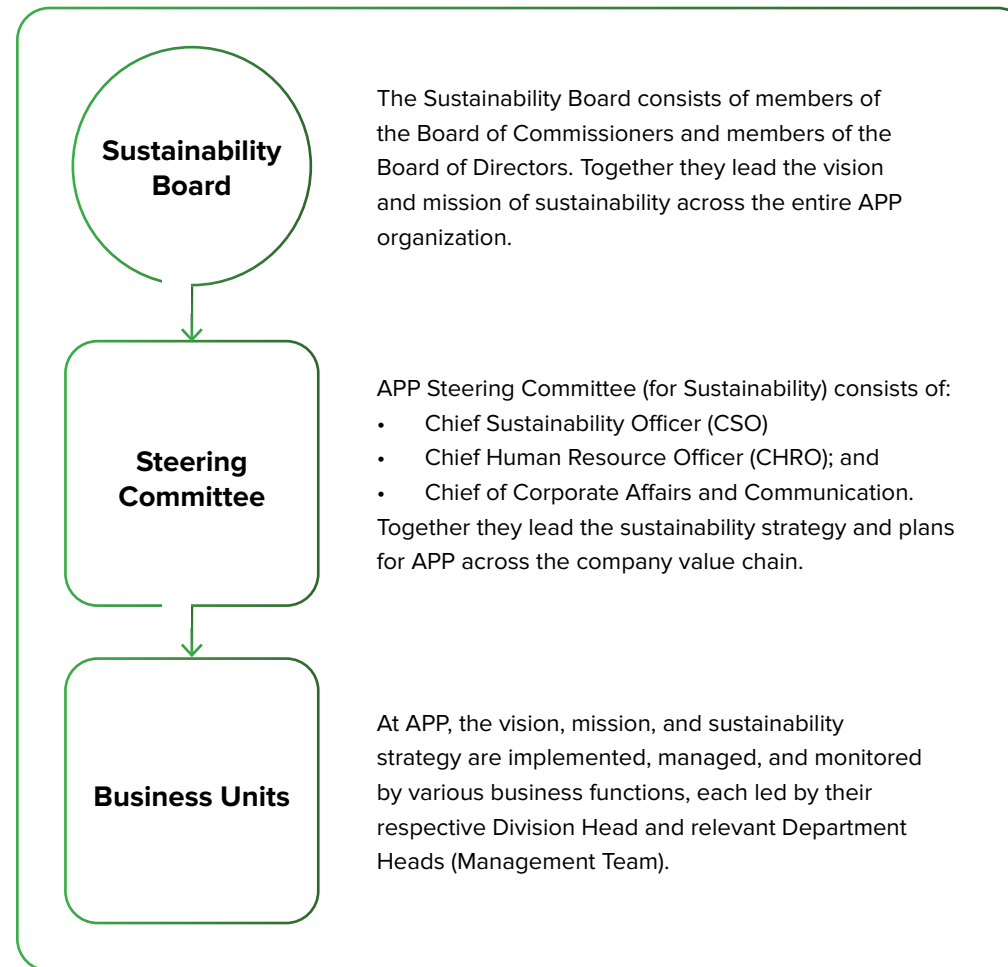 Sustainability
Board
The Sustainability Board consists of members of
the Board of Commissioners and members of the
Board of Directors. Together they lead the vision
and mission of sustainability across the entire APP
organization.
Steering
Committee
APP Steering Committee (for Sustainability) consists of:
• Chief Sustainability Officer (CSO)
• Chief Human Resource Officer (CHRO); and
• Chief of Corporate Affairs and Communication.
Together they lead the sustainability strategy and plans
for APP across the company value chain.
Business Units
At APP, the vision, mission, and sustainability
strategy are implemented, managed, and monitored
by various business functions, each led by their
respective Division Head and relevant Department
Heads (Management Team).